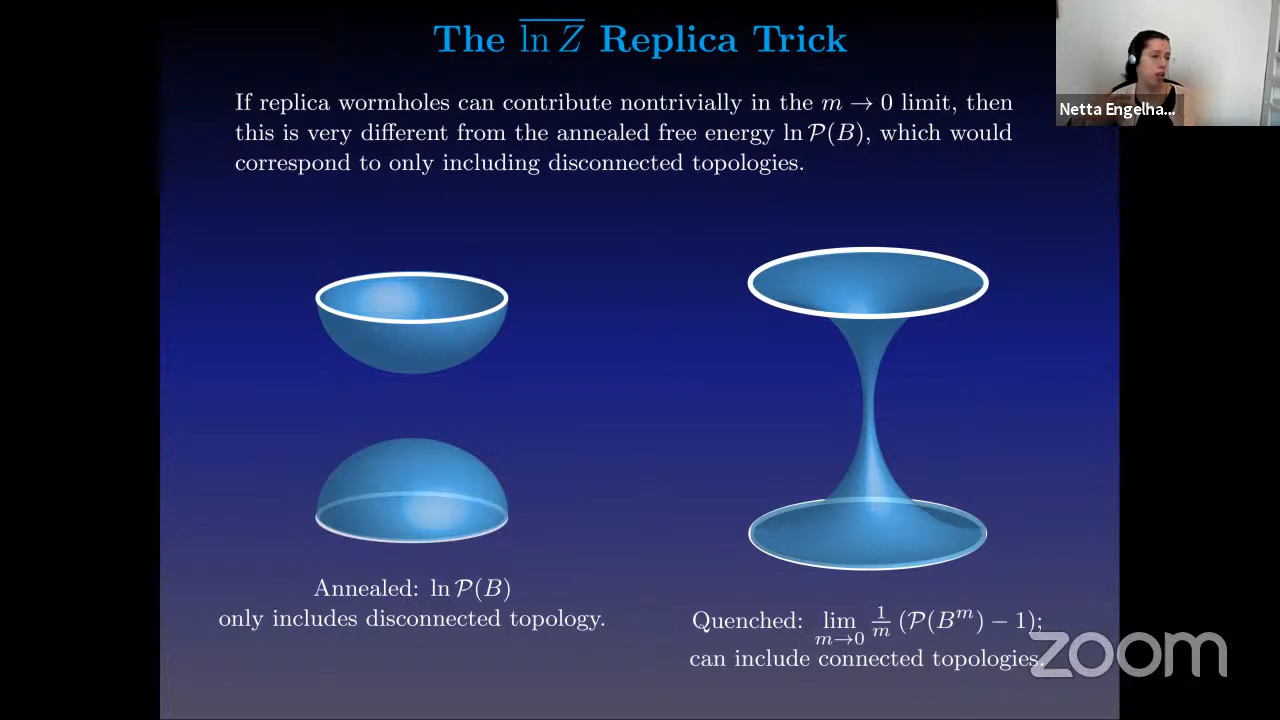 The $\overline{\ln Z}$ Replica Trick
If replica wormholes can contribute nontrivially in the $m \to 0$ limit, then
this is very different from the annealed free energy $\ln \mathcal{P}(B)$, which would
correspond to only including disconnected topologies.
Netta Engelha...
Annealed: $\ln \mathcal{P}(B)$
only includes disconnected topology.
Quenched: $\lim_{m \to 0} \frac{1}{m} (\mathcal{P}(B^m) - 1)$;
can include connected topologies.
zoom